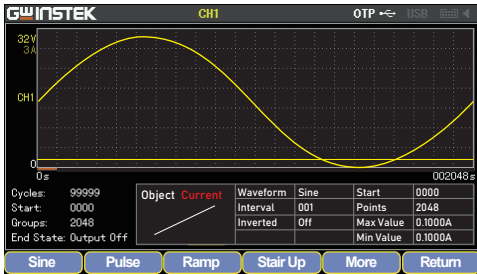 GWINSTEK CH1 OTP USB
32V
3A
CH1
0
0s 002048s
Cycles: 99999
Start: 0000
Groups: 2048
End State: Output Off
Object Current
Waveform Sine Start 0000
Interval 001 Points 2048
Inverted Off Max Value 0.1000A
Min Value 0.1000A
Sine Pulse Ramp Stair Up More Return